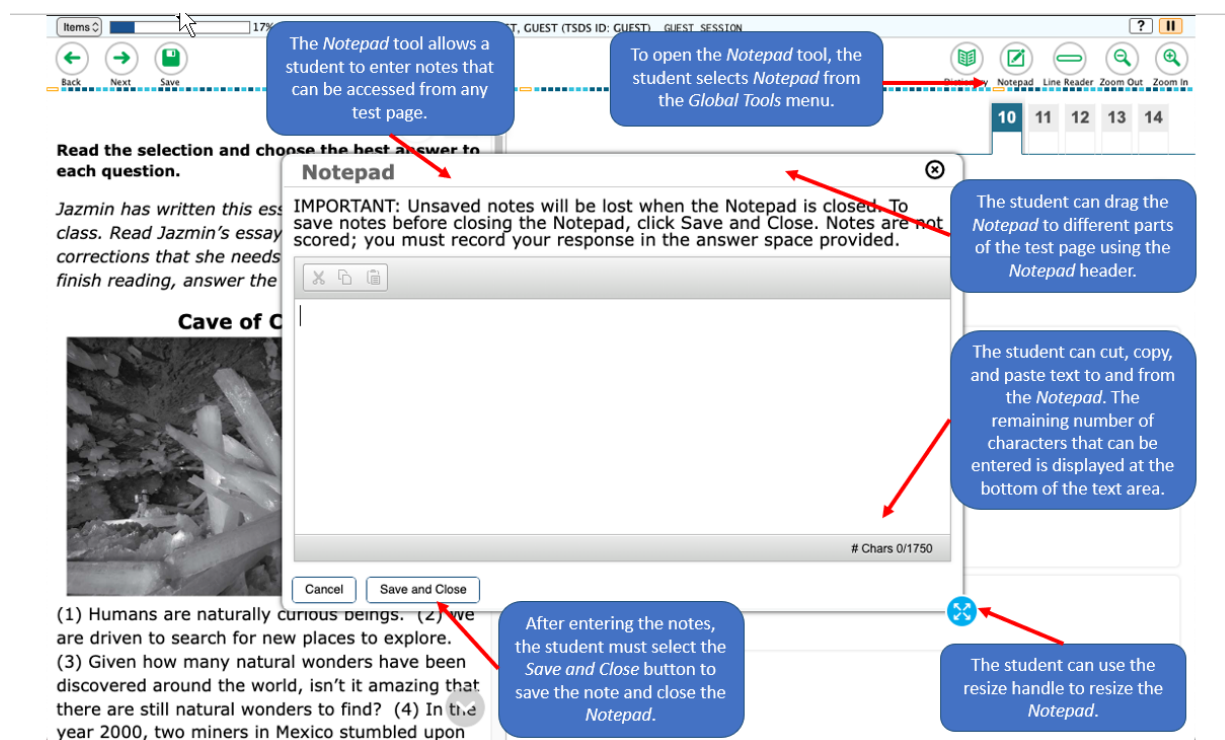 Items
17%
T, GUEST (TSDS ID: GUEST) GUEST SESSION
?
Back
Next
Save
Notepad
Line Reader
Zoom Out
Zoom In
The Notepad tool allows a
student to enter notes that
can be accessed from any
test page.
To open the Notepad tool, the
student selects Notepad from
the Global Tools menu.
10 11 12 13 14
Read the selection and choose the best answer to
each question.
Jazmin has written this ess
class. Read Jazmin's essay
corrections that she needs
finish reading, answer the
Cave of C
Notepad
IMPORTANT: Unsaved notes will be lost when the Notepad is closed. To
save notes before closing the Notepad, click Save and Close. Notes are not
scored; you must record your response in the answer space provided.
# Chars 0/1750
Cancel
Save and Close
The student can drag the
Notepad to different parts
of the test page using the
Notepad header.
The student can cut, copy,
and paste text to and from
the Notepad. The
remaining number of
characters that can be
entered is displayed at the
bottom of the text area.
(1) Humans are naturally curious beings. (2) We
are driven to search for new places to explore.
(3) Given how many natural wonders have been
discovered around the world, isn't it amazing that
there are still natural wonders to find? (4) In the
year 2000, two miners in Mexico stumbled upon
After entering the notes,
the student must select the
Save and Close button to
save the note and close the
Notepad.
The student can use the
resize handle to resize the
Notepad.